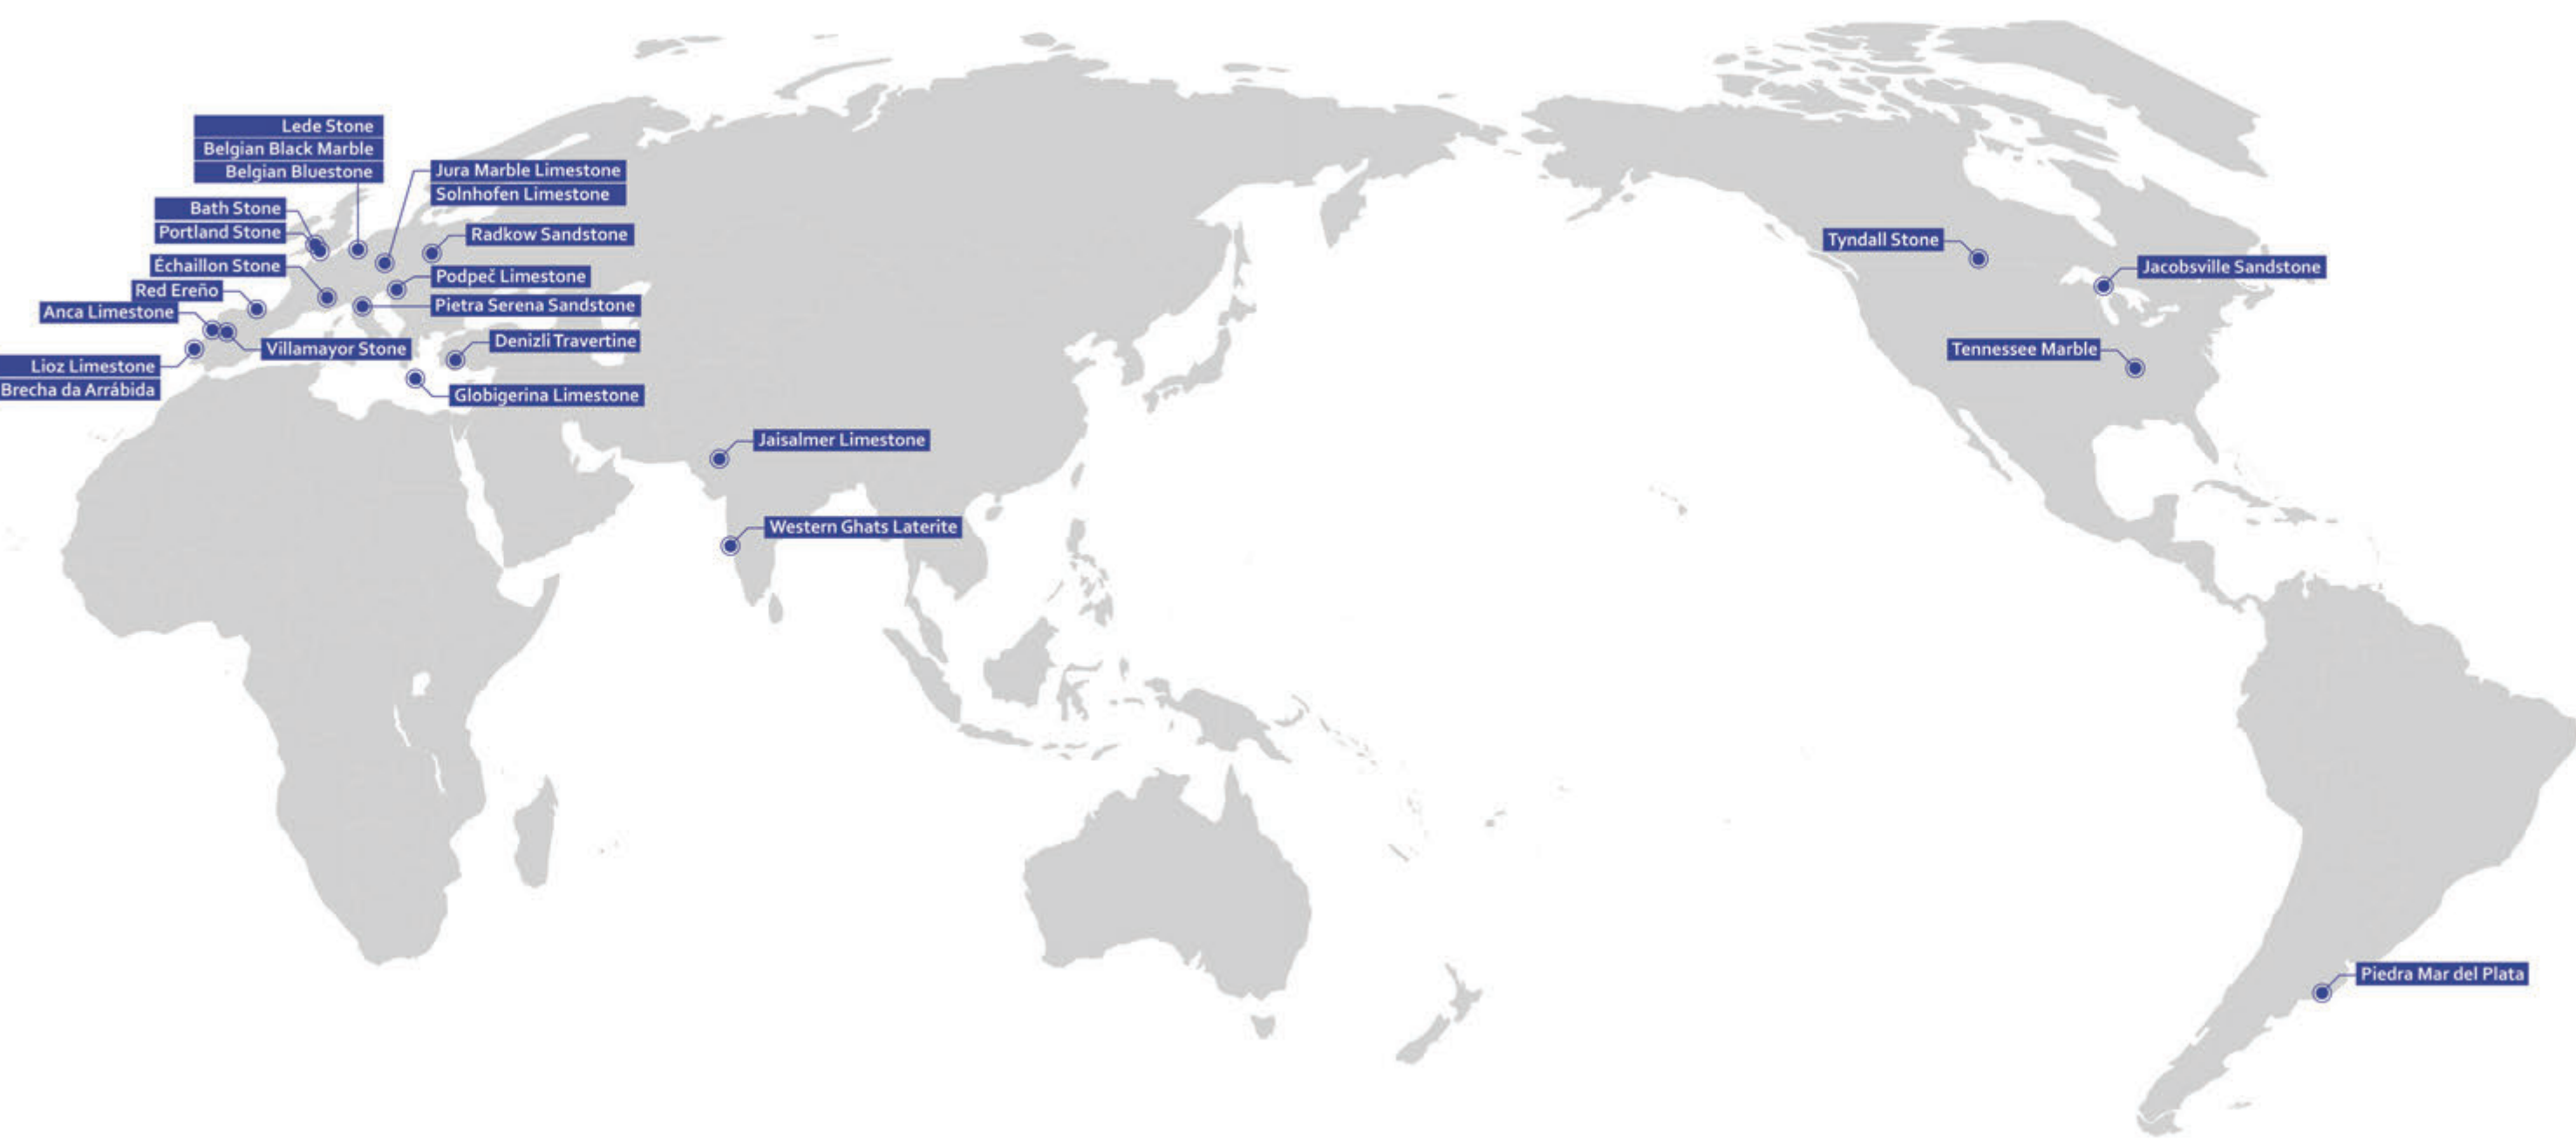 Lede Stone
Belgian Black Marble
Belgian Bluestone
Jura Marble Limestone
Solnhofen Limestone
Bath Stone
Portland Stone
Radkow Sandstone
Échaillon Stone
Podpeč Limestone
Red Ereño
Anca Limestone
Pietra Serena Sandstone
Villamayor Stone
Denizli Travertine
Lioz Limestone
Brecha da Arrábida
Globigerina Limestone
Jaisalmer Limestone
Western Ghats Laterite
Tyndall Stone
Jacobsville Sandstone
Tennessee Marble
Piedra Mar del Plata